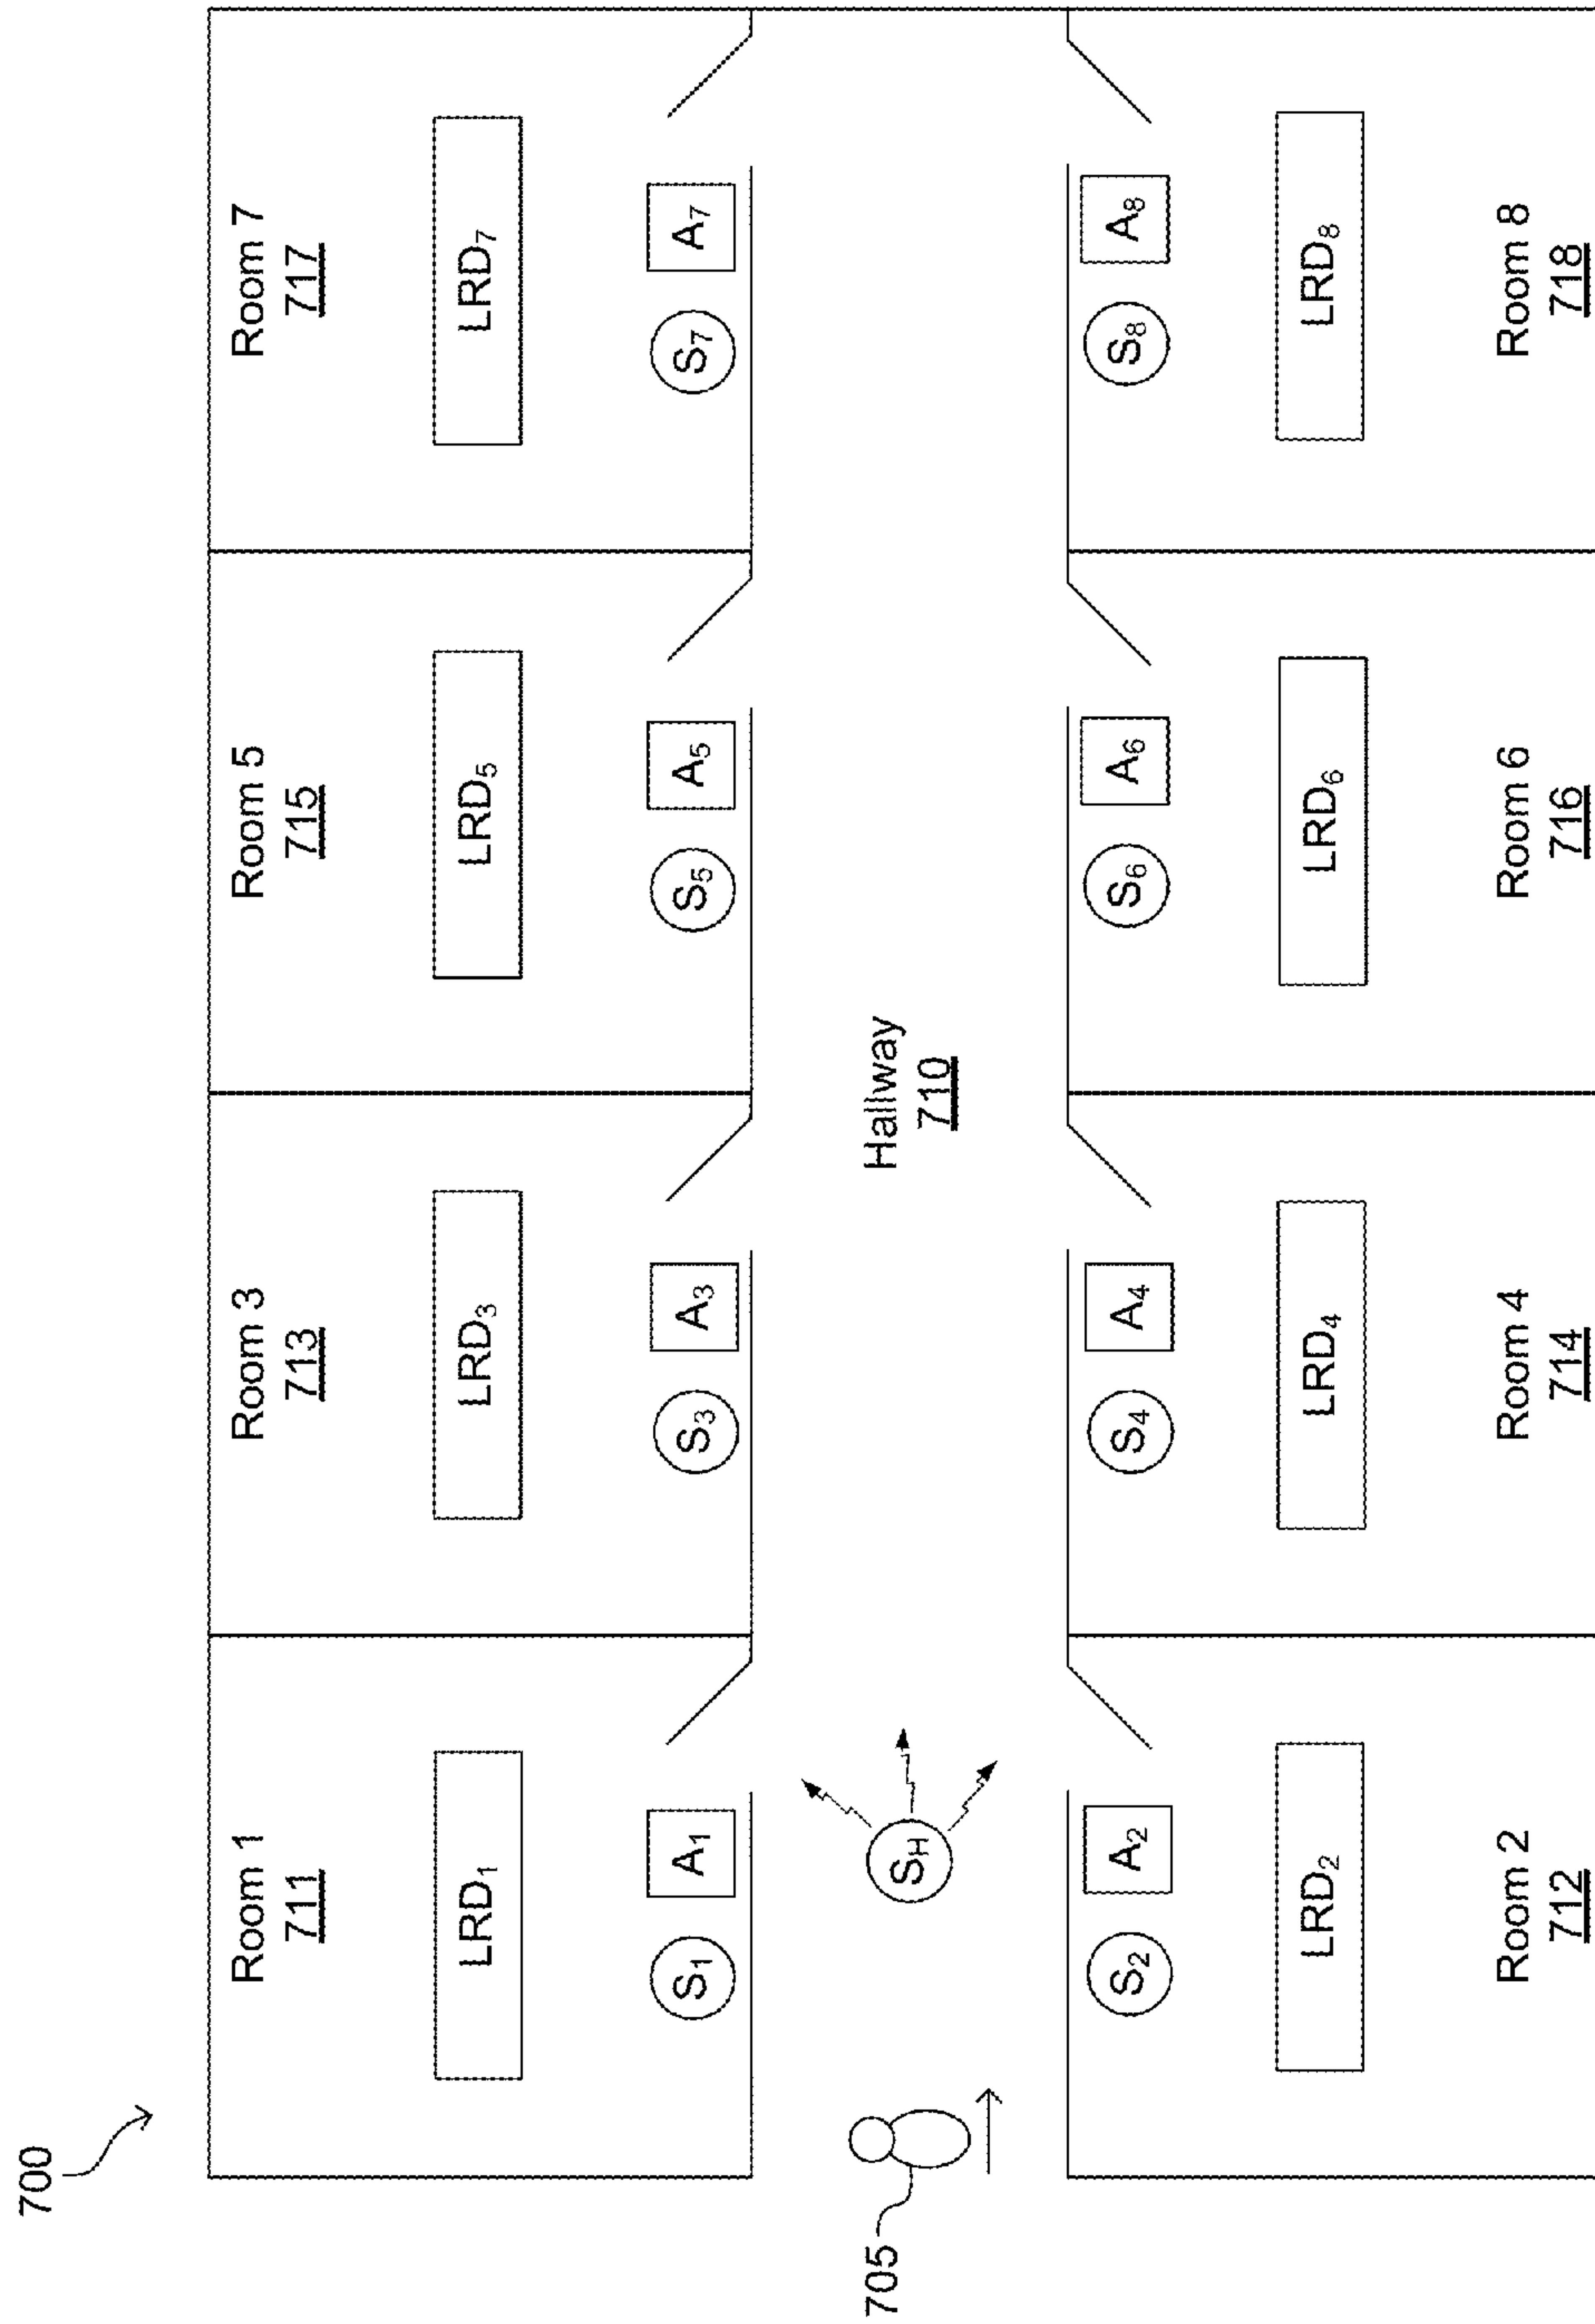 700
Room 1
711
Room 3
713
Room 5
715
Room 7
717
LRD₁
LRD₃
LRD₅
LRD₇
S₁
A₁
S₃
A₃
S₅
A₅
S₇
A₇
705
S_H
Hallway
710
S₂
A₂
S₄
A₄
S₆
A₆
S₈
A₈
LRD₂
LRD₄
LRD₆
LRD₈
Room 2
712
Room 4
714
Room 6
716
Room 8
718